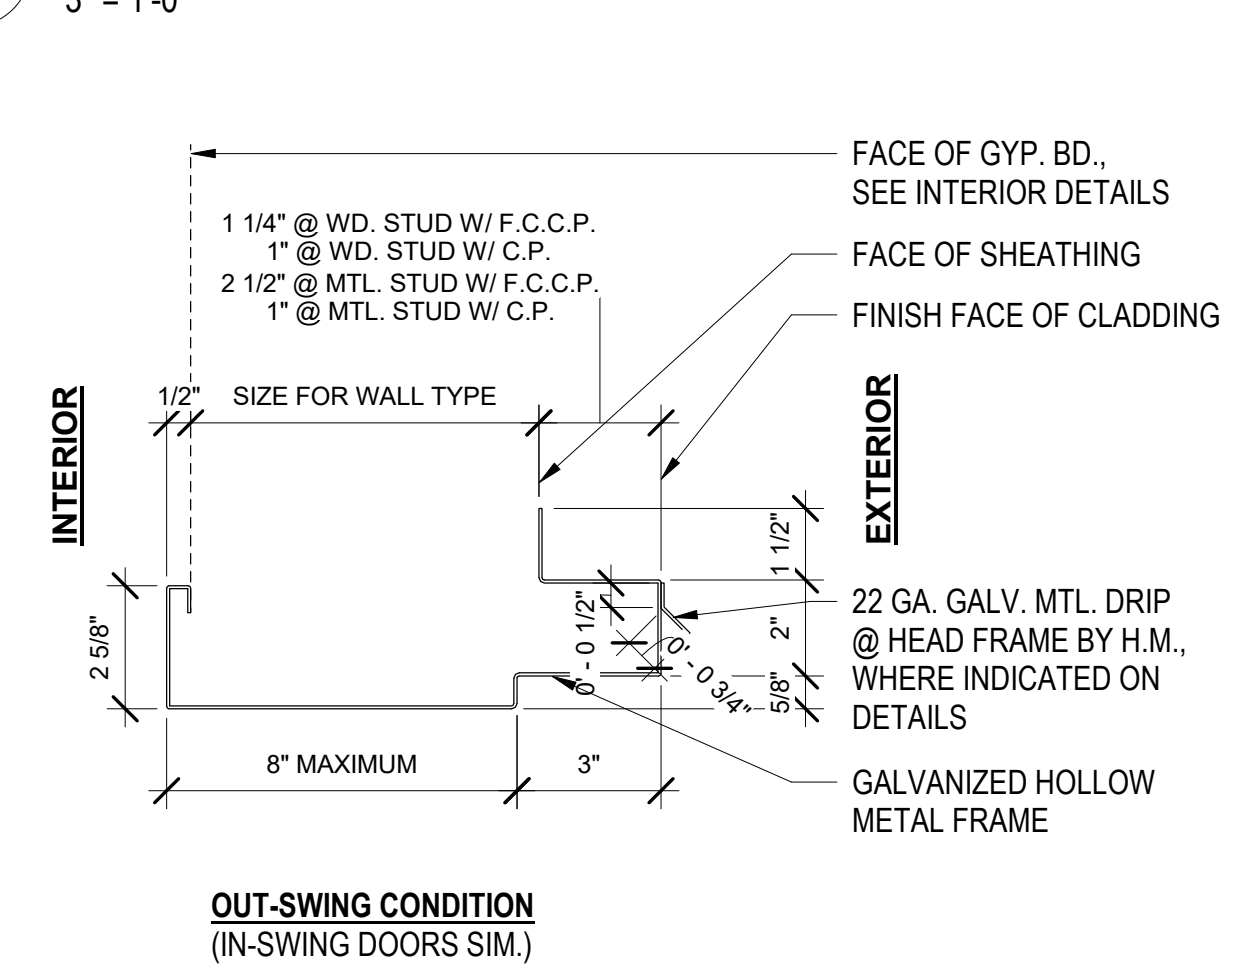 3" = 1'-0"
FACE OF GYP. BD.,
SEE INTERIOR DETAILS
1 1/4" @ WD. STUD W/ F.C.C.P.
1" @ WD. STUD W/ C.P.
2 1/2" @ MTL. STUD W/ F.C.C.P.
1" @ MTL. STUD W/ C.P.
FACE OF SHEATHING
FINISH FACE OF CLADDING
INTERIOR
1/2"
SIZE FOR WALL TYPE
EXTERIOR
1 1/2"
2 5/8"
0' - 0 1/2"
0' - 0 3/4"
2"
5/8"
22 GA. GALV. MTL. DRIP
@ HEAD FRAME BY H.M.,
WHERE INDICATED ON
DETAILS
8" MAXIMUM
3"
GALVANIZED HOLLOW
METAL FRAME
OUT-SWING CONDITION
(IN-SWING DOORS SIM.)